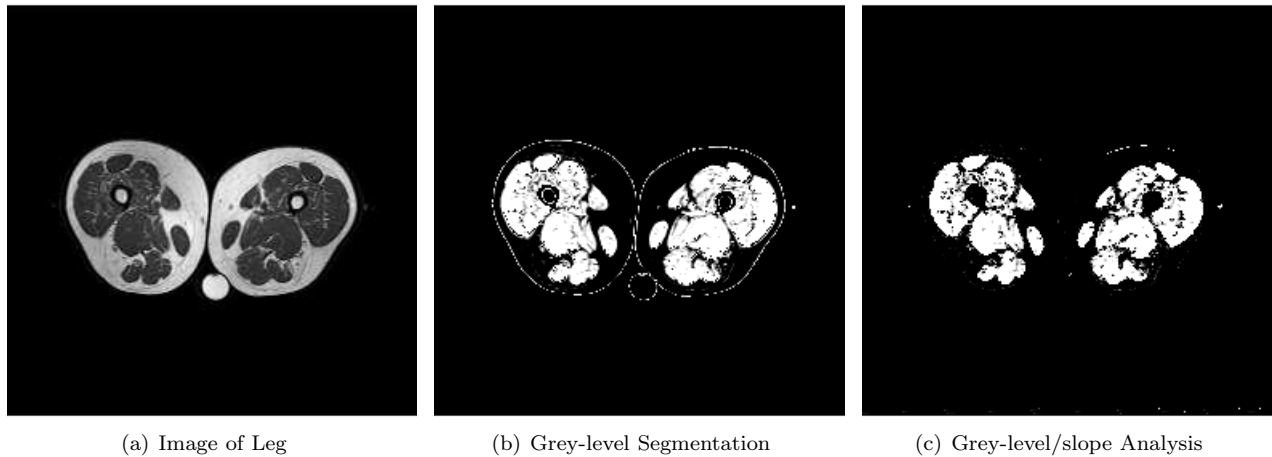 (a) Image of Leg
(b) Grey-level Segmentation
(c) Grey-level/slope Analysis